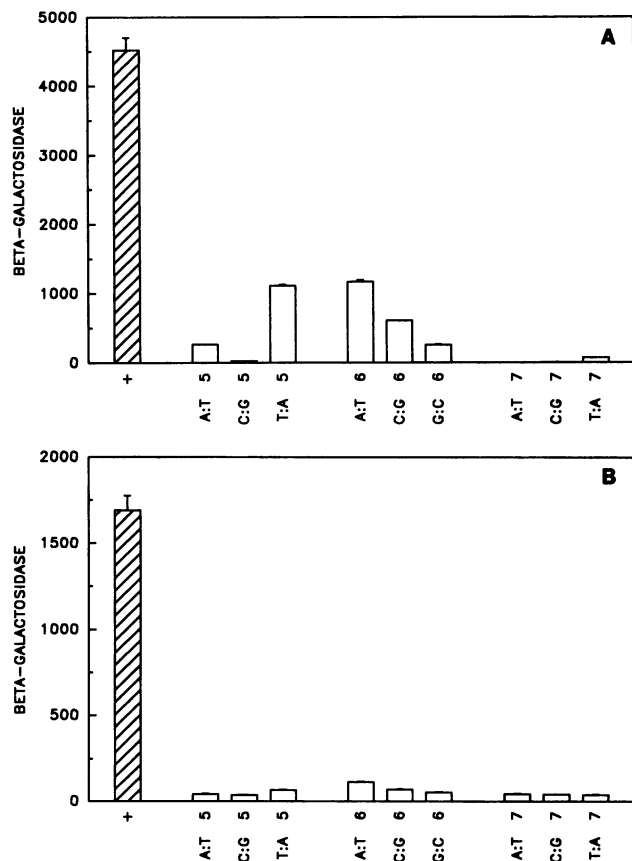 A
BETA-GALACTOSIDASE
5000
4000
3000
2000
1000
0
+
A:T 5
C:G 5
T:A 5
A:T 6
C:G 6
G:C 6
A:T 7
C:G 7
T:A 7
B
BETA-GALACTOSIDASE
2000
1500
1000
500
0
+
A:T 5
C:G 5
T:A 5
A:T 6
C:G 6
G:C 6
A:T 7
C:G 7
T:A 7